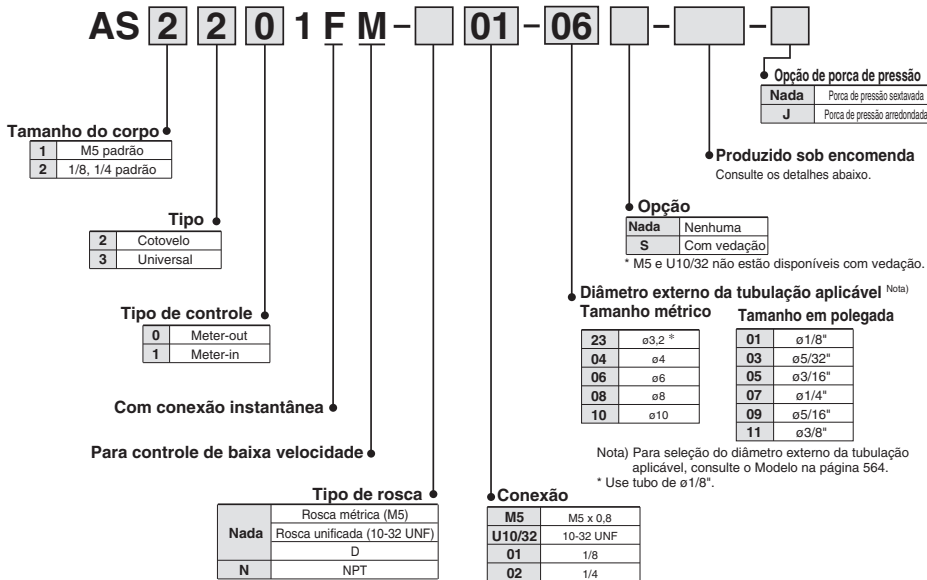 AS 2 2 0 1 F M - 01 - 06 - -
Opção de porca de pressão
Nada Porca de pressão sextavada
J Porca de pressão arredondada
Tamanho do corpo
1 M5 padrão
2 1/8, 1/4 padrão
Produzido sob encomenda
Consulte os detalhes abaixo.
Tipo
2 Cotovelo
3 Universal
Opção
Nada Nenhuma
S Com vedação
* M5 e U10/32 não estão disponíveis com vedação.
Tipo de controle
0 Meter-out
1 Meter-in
Diâmetro externo da tubulação aplicável Nota)
Tamanho métrico
23 ø3,2 *
04 ø4
06 ø6
08 ø8
10 ø10
Tamanho em polegada
01 ø1/8"
03 ø5/32"
05 ø3/16"
07 ø1/4"
09 ø5/16"
11 ø3/8"
Nota) Para seleção do diâmetro externo da tubulação
aplicável, consulte o Modelo na página 564.
* Use tubo de ø1/8".
Com conexão instantânea
Para controle de baixa velocidade
Tipo de rosca
Nada Rosca métrica (M5)
Rosca unificada (10-32 UNF)
D
N NPT
Conexão
M5 M5 x 0,8
U10/32 10-32 UNF
01 1/8
02 1/4